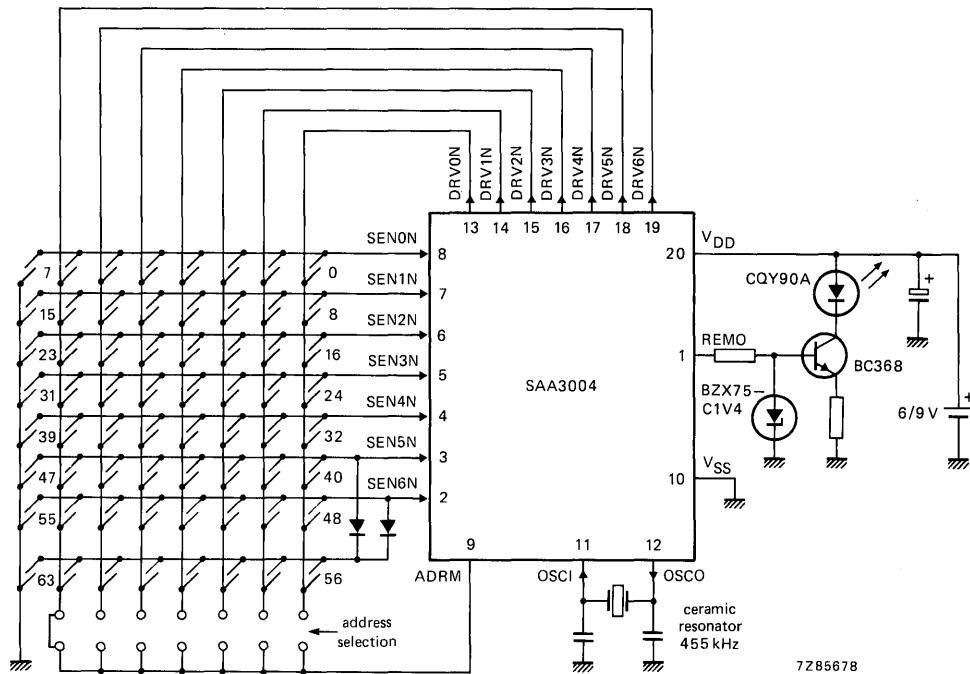 DRV0N
DRV1N
DRV2N
DRV3N
DRV4N
DRV5N
DRV6N
13 14 15 16 17 18 19
SEN0N
8
7 0
SEN1N
7
15 8
SEN2N
6
23 16
SEN3N
5
31 24
SEN4N
4
39 32
SEN5N
3
47 40
SEN6N
2
55 48
63 56
SAA3004
20
VDD
CQY90A
+
REMO
1
BC368
BZX75-
C1V4
+
6/9 V
VSS
10
9 11 12
ADRM
OSCI
OSCO
address
selection
ceramic
resonator
455 kHz
7Z85678